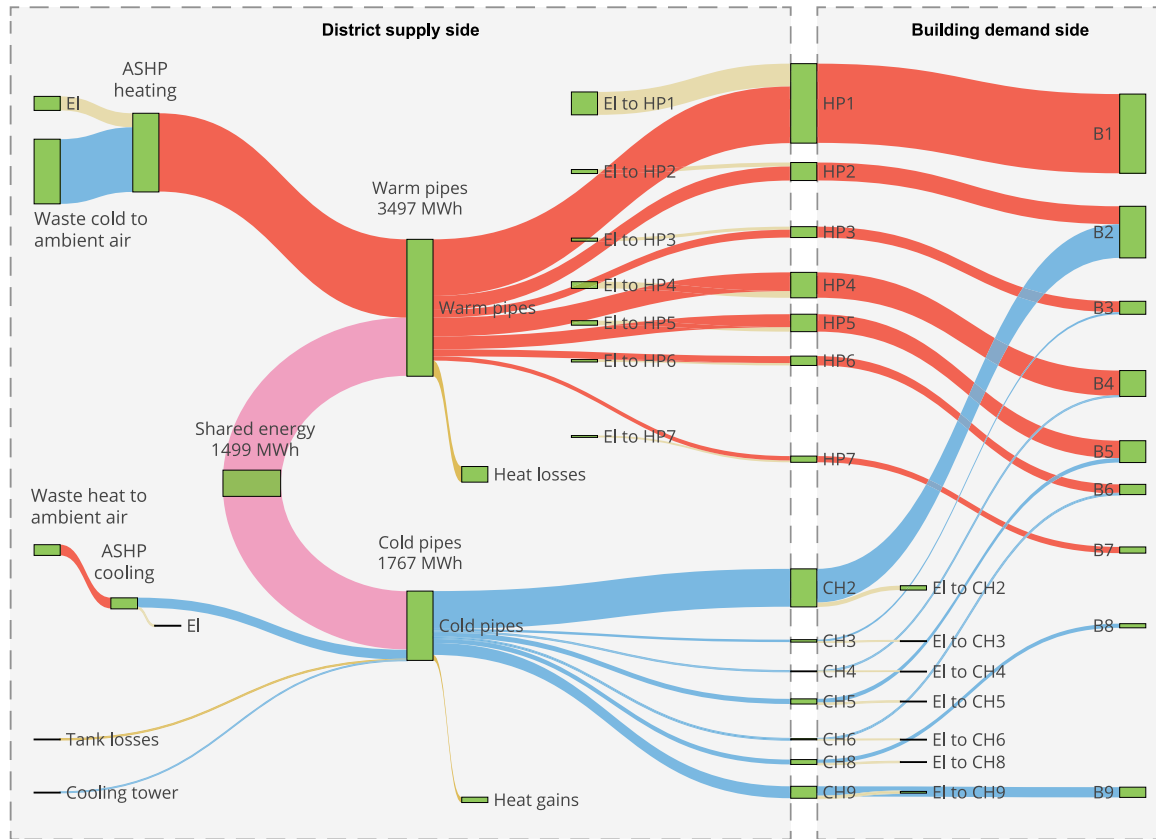 District supply side
Building demand side
ASHP
heating
El
El to HP1
HP1
B1
El to HP2
HP2
Warm pipes
3497 MWh
Waste cold to
ambient air
B2
El to HP3
HP3
El to HP4
HP4
Warm pipes
B3
El to HP5
HP5
El to HP6
HP6
B4
Shared energy
1499 MWh
El to HP7
HP7
B5
Heat losses
B6
Waste heat to
ambient air
ASHP
cooling
Cold pipes
1767 MWh
B7
CH2
El to CH2
El
Cold pipes
B8
CH3
El to CH3
CH4
El to CH4
CH5
El to CH5
Tank losses
CH6
El to CH6
CH8
El to CH8
Cooling tower
Heat gains
CH9
El to CH9
B9